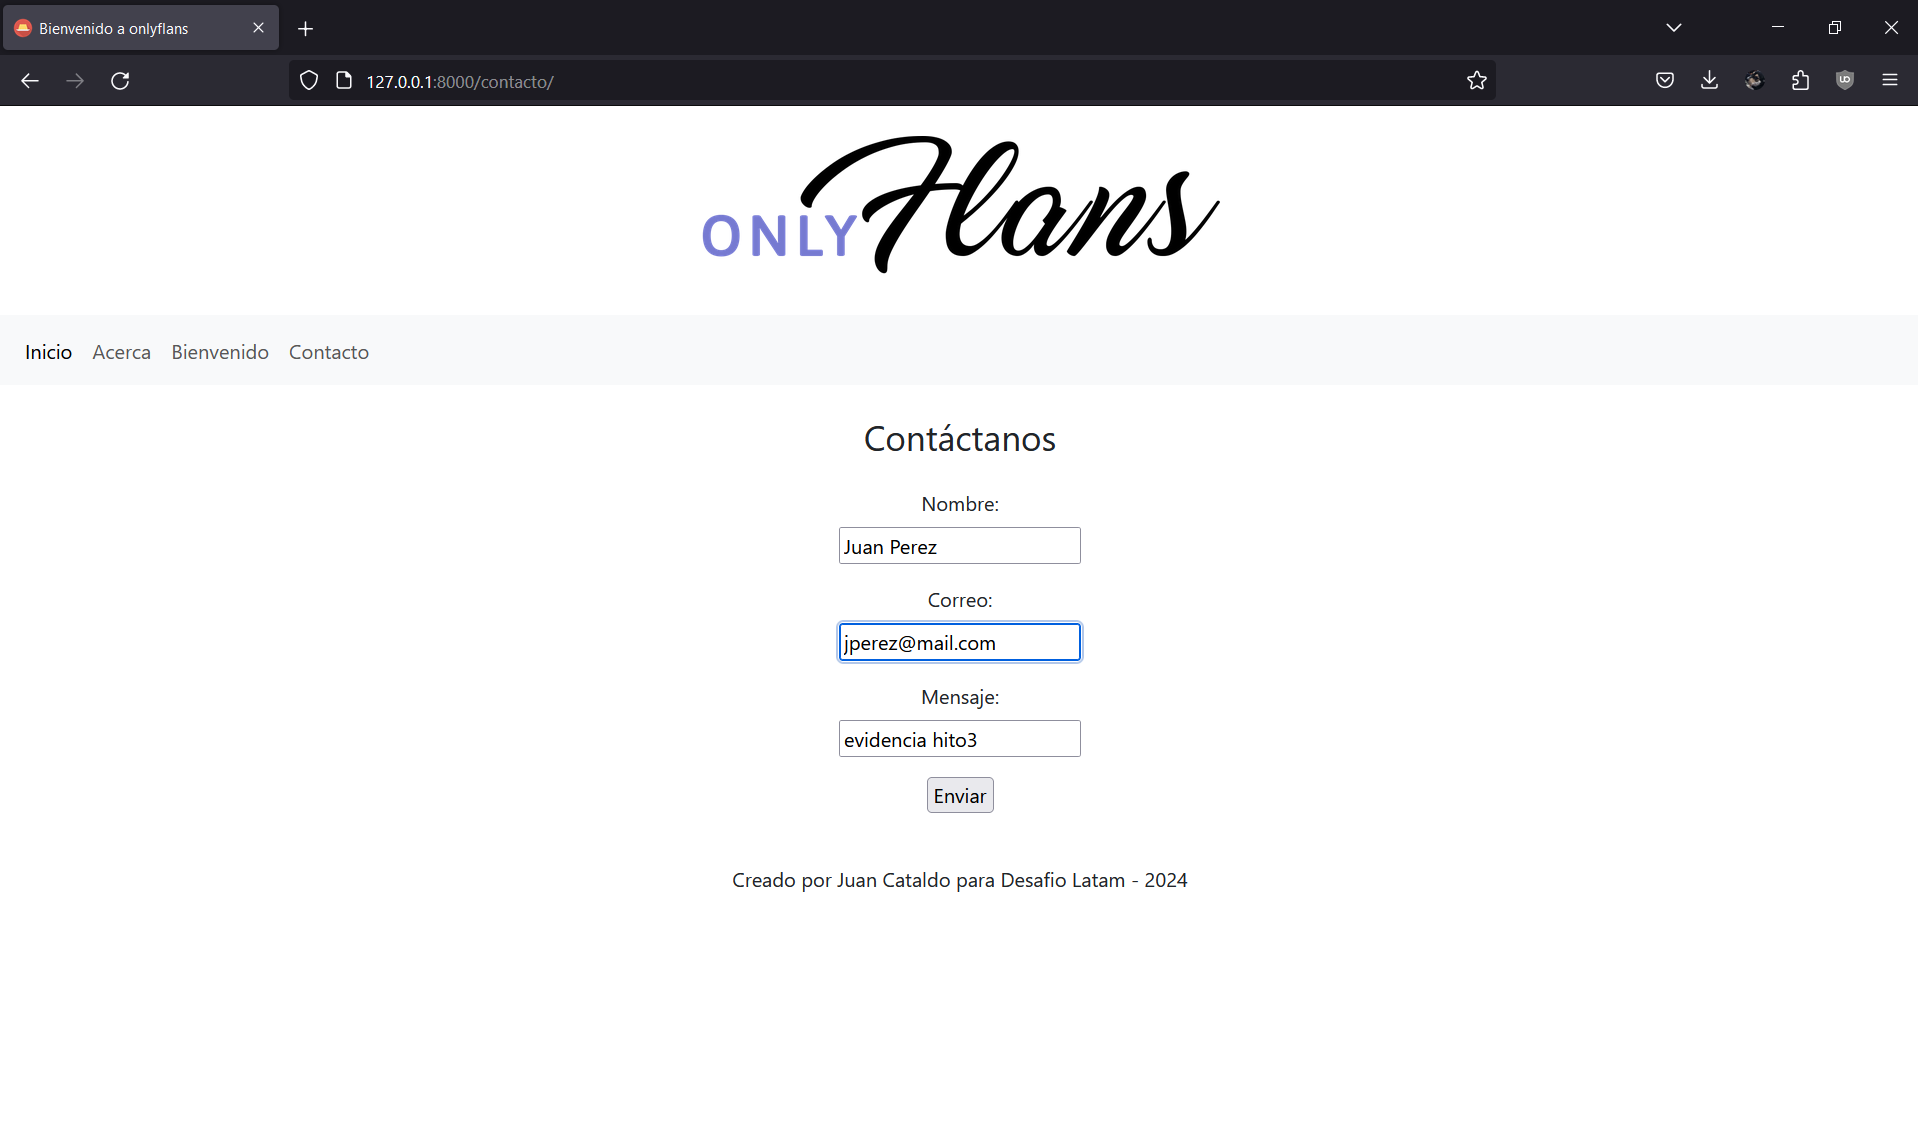 Bienvenido a onlyflans
127.0.0.1:8000/contacto/
ONLY Flans
Inicio Acerca Bienvenido Contacto
Contáctanos
Nombre:
Juan Perez
Correo:
jperez@mail.com
Mensaje:
evidencia hito3
Enviar
Creado por Juan Cataldo para Desafio Latam - 2024